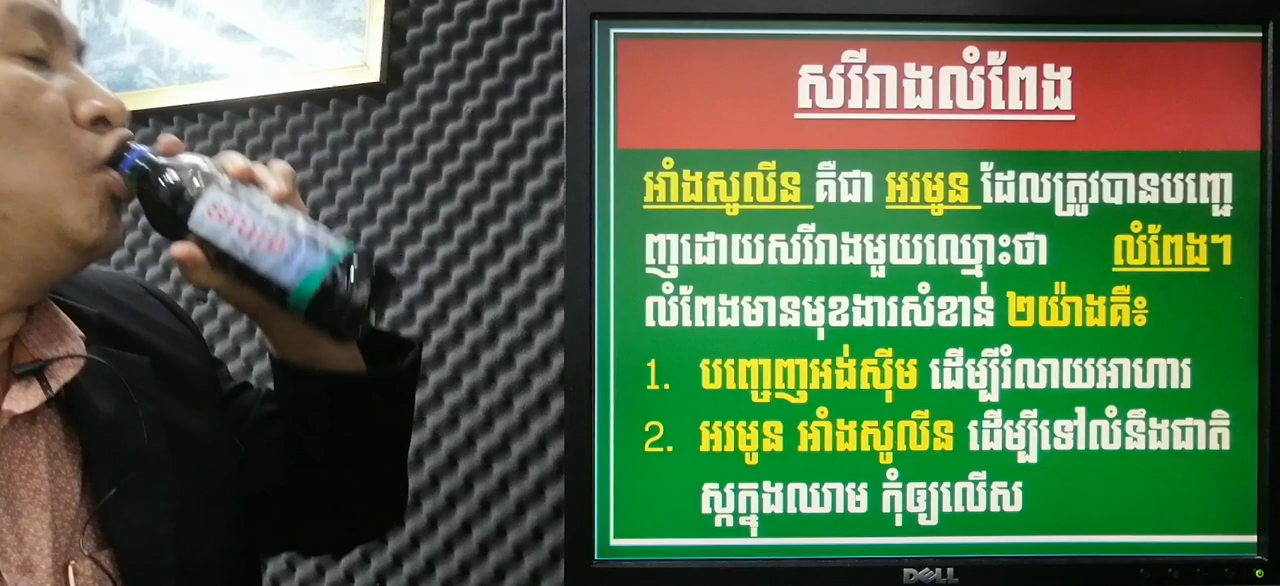 សរីរាងលំពែង
អាំងសូលីន គឺជា អរមូន ដែលត្រូវបានបញ្ចេ
ញដោយសរីរាងមួយឈ្មោះថា លំពែង។
លំពែងមានមុខងារសំខាន់ ២យ៉ាងគឺ៖
1. បញ្ចេញអង់ស៊ីម ដើម្បីរំលាយអាហារ
2. អរមូន អាំងសូលីន ដើម្បីទៅលំនឹងជាតិ
ស្កក្នុងឈាម កុំឲ្យលើស
DELL